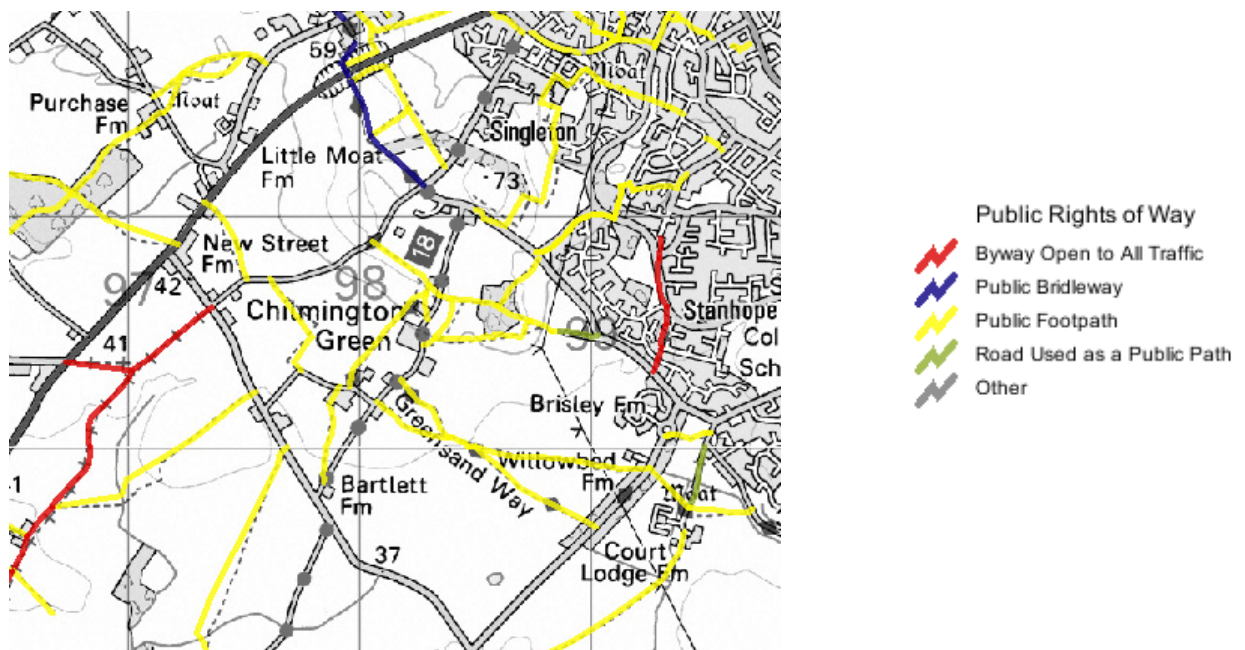 59
Moat
Purchase
Fm
Moat
Singleton
Little Moat
Fm
73
New Street
Fm
18
97
42
98
Chilmington
Green
S
Stanhope
Col
Sch
99
41
Brisley Fm
Greensand Way
Willowbed
Fm
Moat
Bartlett
Fm
37
Court
Lodge Fm
Public Rights of Way
Byway Open to All Traffic
Public Bridleway
Public Footpath
Road Used as a Public Path
Other